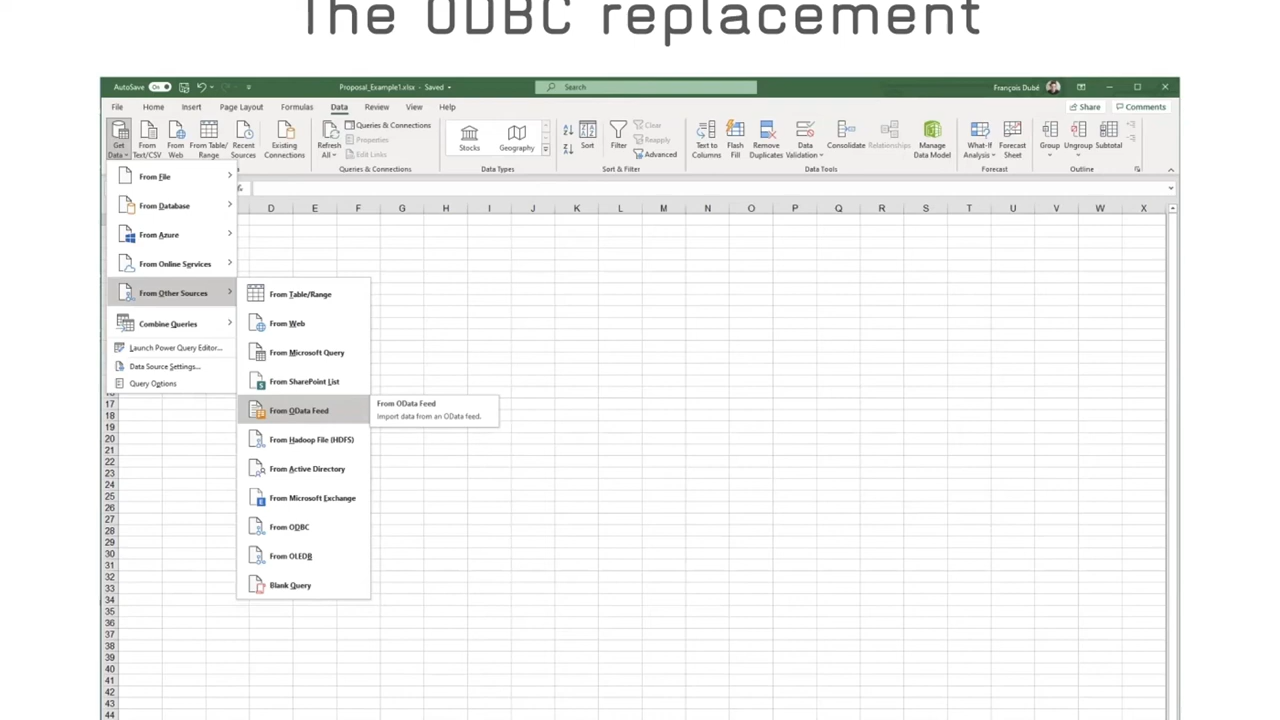 The ODBC replacement
AutoSave On Proposal_Example1.xlsx - Saved Search François Dubé
File Home Insert Page Layout Formulas Data Review View Help Share Comments
Get Data
From Text/CSV
From Web
From Table/Range
Recent Sources
Existing Connections
Refresh All
Queries & Connections
Properties
Edit Links
Queries & Connections
Stocks
Geography
Data Types
Sort
Filter
Clear
Reapply
Advanced
Sort & Filter
Text to Columns
Flash Fill
Remove Duplicates
Data Validation
Consolidate
Relationships
Manage Data Model
Data Tools
What-If Analysis
Forecast Sheet
Forecast
Group
Ungroup
Subtotal
Outline
From File
From Database
From Azure
From Online Services
From Other Sources
Combine Queries
Launch Power Query Editor...
Data Source Settings...
Query Options
D E F G H I J K L M N O P Q R S T U V W X
From Table/Range
From Web
From Microsoft Query
From SharePoint List
From OData Feed
From Hadoop File (HDFS)
From Active Directory
From Microsoft Exchange
From ODBC
From OLEDB
Blank Query
From OData Feed
Import data from an OData feed.
17
18
19
20
21
22
23
24
25
26
27
28
29
30
31
32
33
34
35
36
37
38
39
40
41
42
43
44